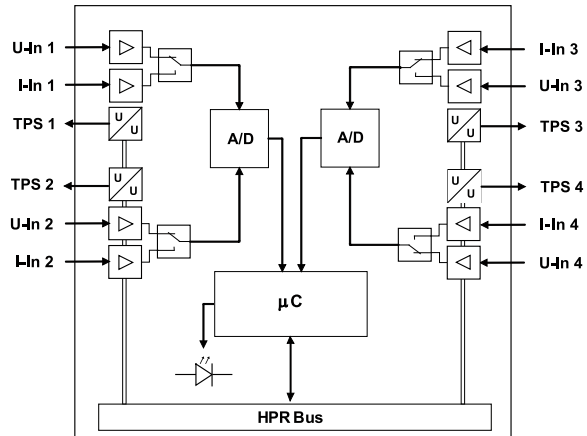 U-In 1
I-In 3
I-In 1
U-In 3
TPS 1
U
U
A/D
A/D
U
U
TPS 3
TPS 2
U
U
U
U
TPS 4
U-In 2
I-In 4
I-In 2
U-In 4
μC
HPR Bus